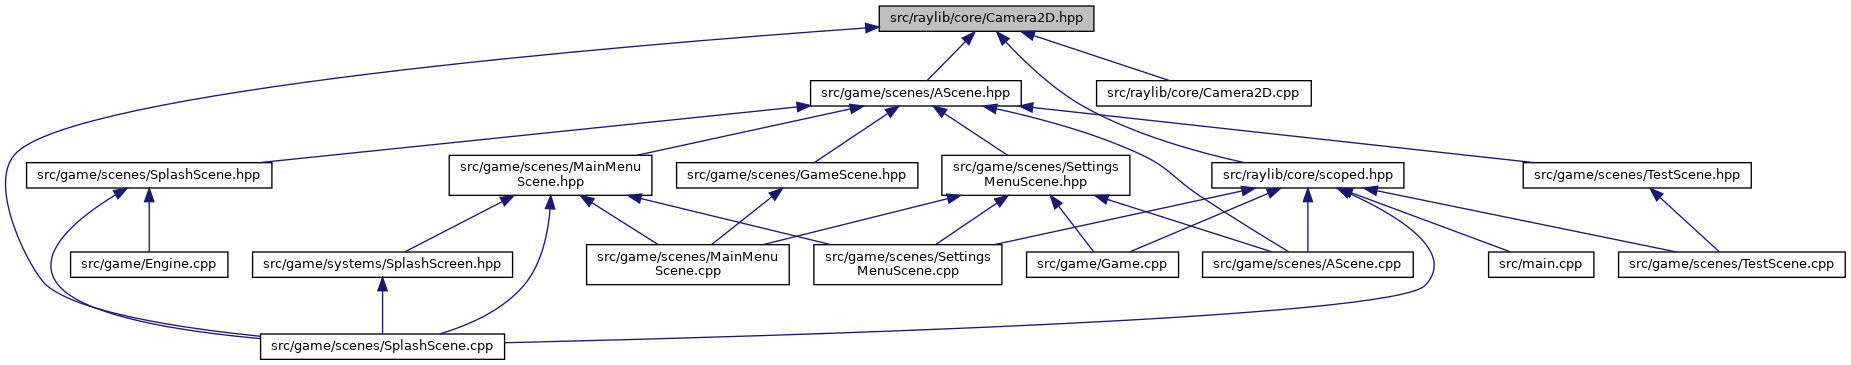 src/raylib/core/Camera2D.hpp
src/game/scenes/AScene.hpp
src/raylib/core/Camera2D.cpp
src/game/scenes/SplashScene.hpp
src/game/scenes/MainMenu
Scene.hpp
src/game/scenes/GameScene.hpp
src/game/scenes/Settings
MenuScene.hpp
src/raylib/core/scoped.hpp
src/game/scenes/TestScene.hpp
src/game/Engine.cpp
src/game/systems/SplashScreen.hpp
src/game/scenes/MainMenu
Scene.cpp
src/game/scenes/Settings
MenuScene.cpp
src/game/Game.cpp
src/game/scenes/AScene.cpp
src/main.cpp
src/game/scenes/TestScene.cpp
src/game/scenes/SplashScene.cpp